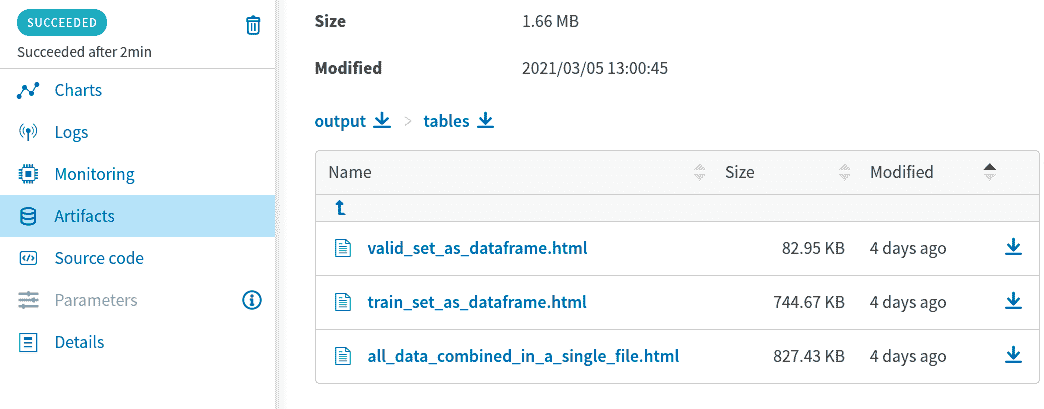 SUCCEEDED
Succeeded after 2min
Charts
Logs
Monitoring
Artifacts
Source code
Parameters
Details
Size 1.66 MB
Modified 2021/03/05 13:00:45
output > tables
Name Size Modified
valid_set_as_dataframe.html 82.95 KB 4 days ago
train_set_as_dataframe.html 744.67 KB 4 days ago
all_data_combined_in_a_single_file.html 827.43 KB 4 days ago